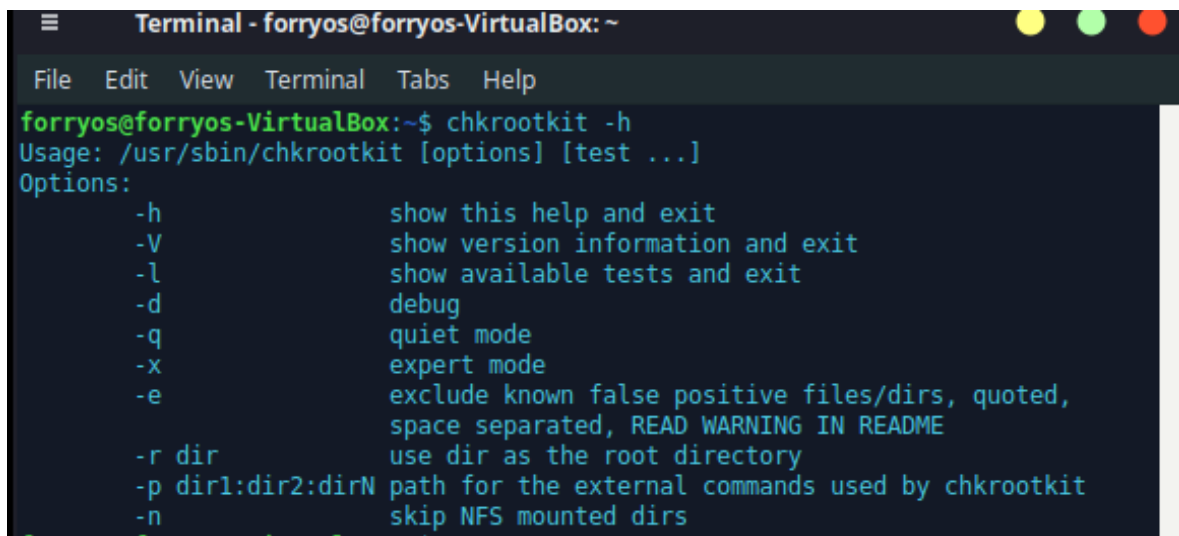 Terminal - forryos@forryos-VirtualBox: ~
File Edit View Terminal Tabs Help
forryos@forryos-VirtualBox:~$ chkrootkit -h
Usage: /usr/sbin/chkrootkit [options] [test ...]
Options:
-h show this help and exit
-V show version information and exit
-l show available tests and exit
-d debug
-q quiet mode
-x expert mode
-e exclude known false positive files/dirs, quoted,
space separated, READ WARNING IN README
-r dir use dir as the root directory
-p dir1:dir2:dirN path for the external commands used by chkrootkit
-n skip NFS mounted dirs